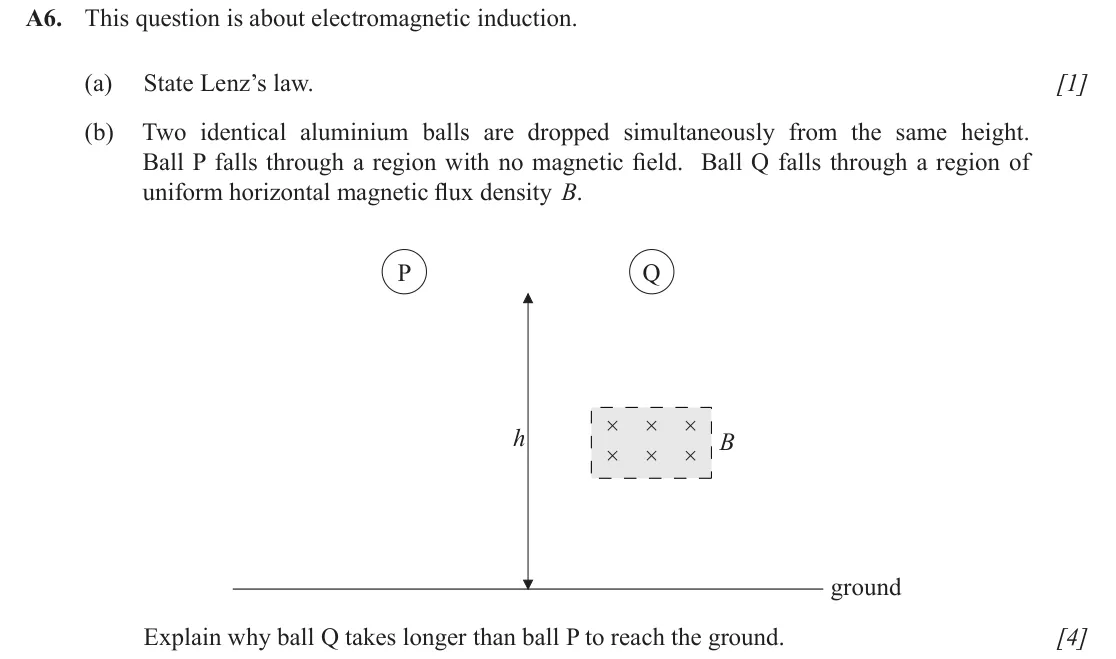 A6. This question is about electromagnetic induction.
(a) State Lenz’s law. [1]
(b) Two identical aluminium balls are dropped simultaneously from the same height.
Ball P falls through a region with no magnetic field. Ball Q falls through a region of
uniform horizontal magnetic flux density B.
P Q
× × ×
h B
× × ×
ground
Explain why ball Q takes longer than ball P to reach the ground. [4]